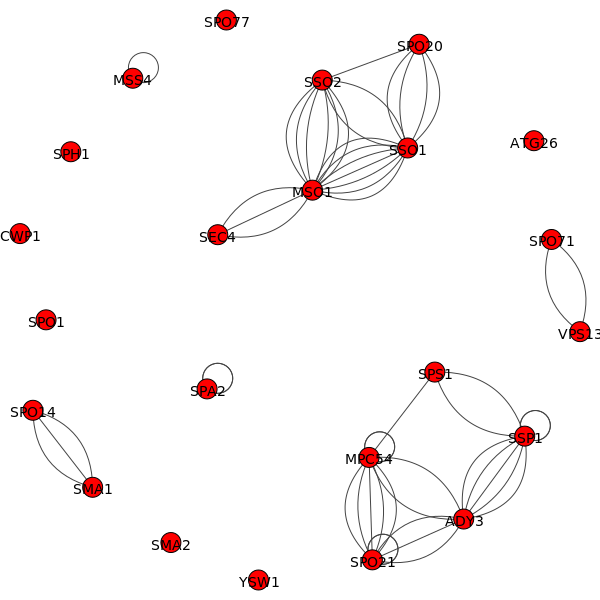 SPO77
SPO20
MSS4
SSO2
ATG26
SSO1
SPH1
MSO1
CWP1
SEC4
SPO71
SPO1
VPS13
SPS1
SPA2
SPO14
SSP1
MPC54
SMA1
ADY3
SMA2
SPO21
YSW1